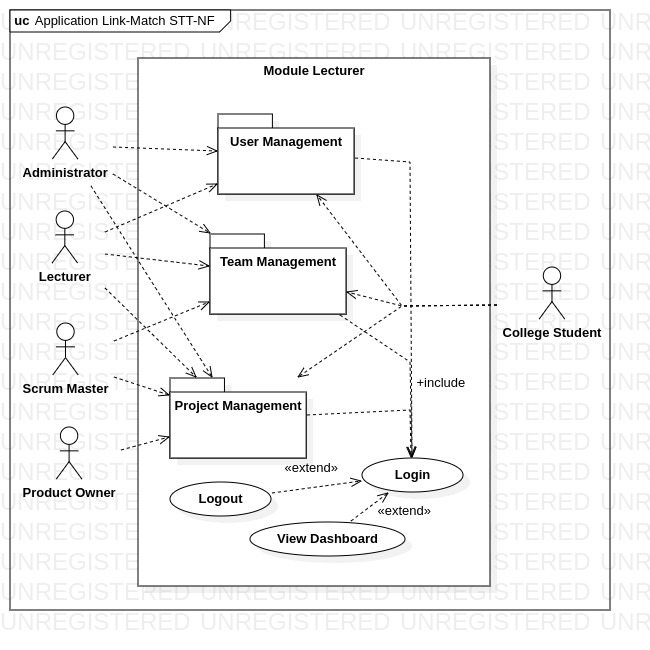 uc Application Link-Match STT-NF
Module Lecturer
User Management
Administrator
Team Management
Lecturer
College Student
+include
Scrum Master
Project Management
«extend»
Login
Product Owner
Logout
«extend»
View Dashboard
UNREGISTERED